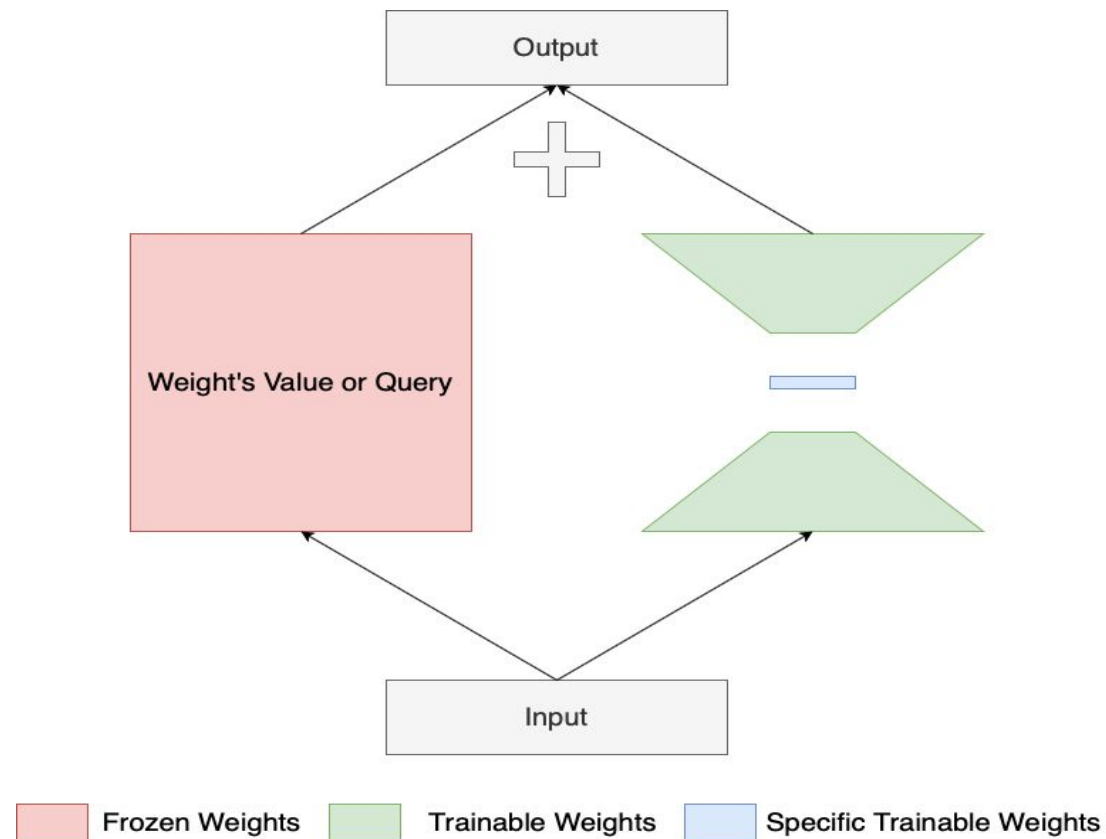 Output
Weight's Value or Query
Input
Frozen Weights
Trainable Weights
Specific Trainable Weights